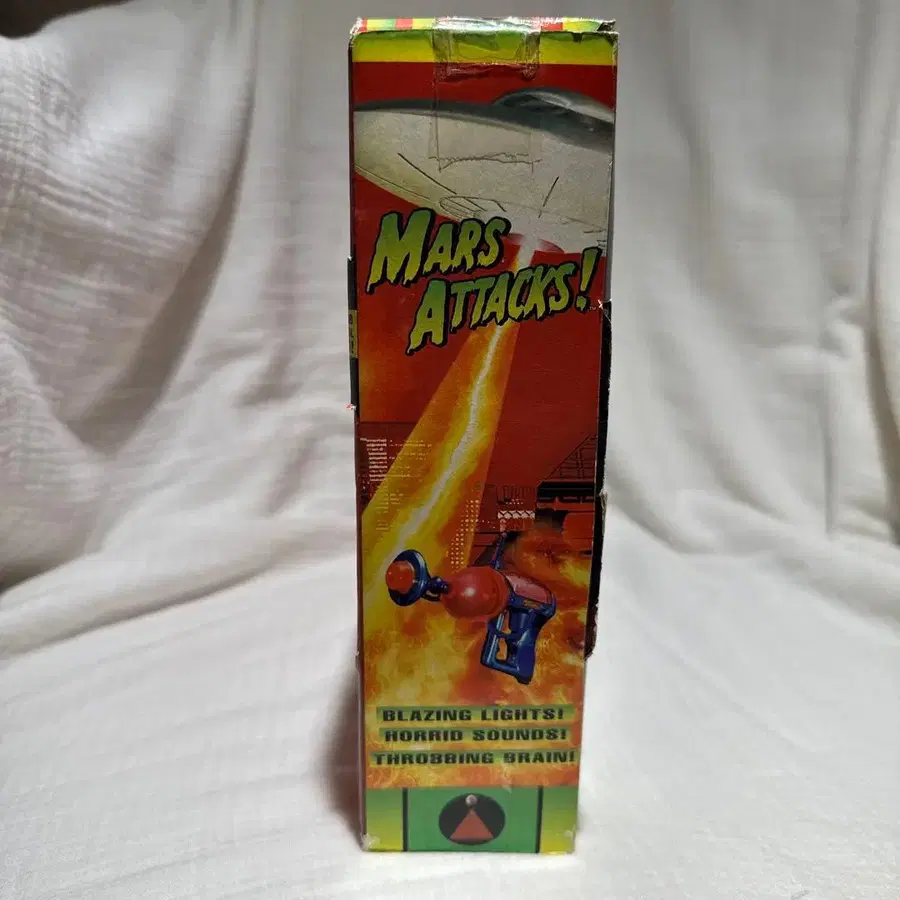 MARS
ATTACKS!
BLAZING LIGHTS!
HORRID SOUNDS!
THROBBING BRAIN!